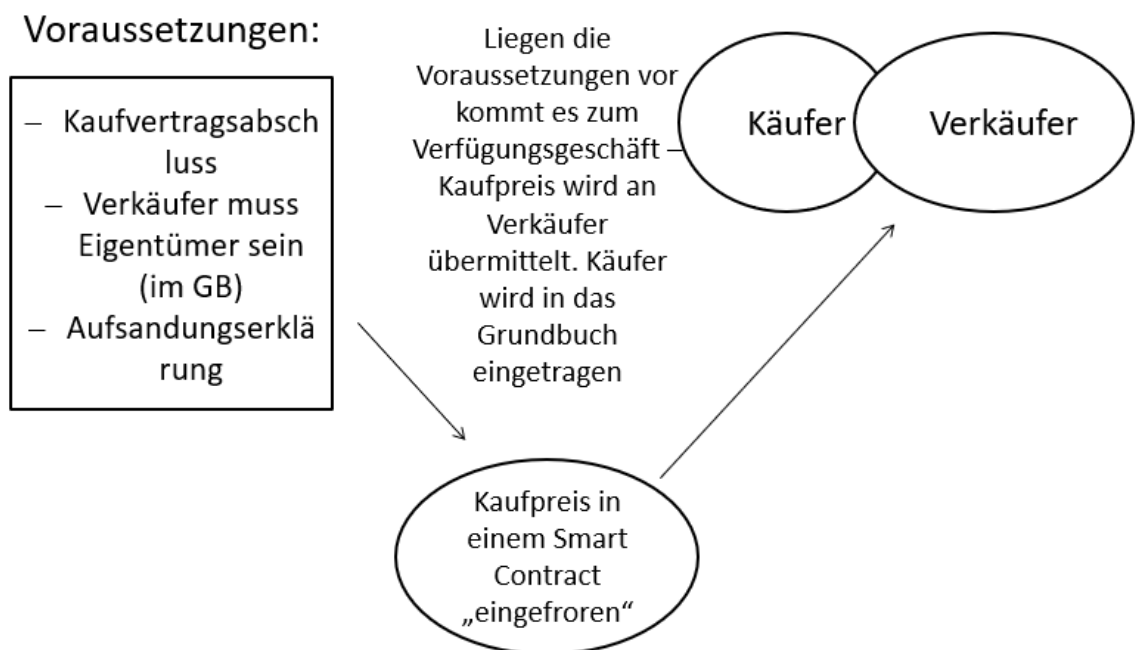 Voraussetzungen:
– Kaufvertragsabsch
luss
– Verkäufer muss
Eigentümer sein
(im GB)
– Aufsandungserklä
rung
Liegen die
Voraussetzungen vor
kommt es zum
Verfügungsgeschäft –
Kaufpreis wird an
Verkäufer
übermittelt. Käufer
wird in das
Grundbuch
eingetragen
Käufer
Verkäufer
Kaufpreis in
einem Smart
Contract
„eingefroren“